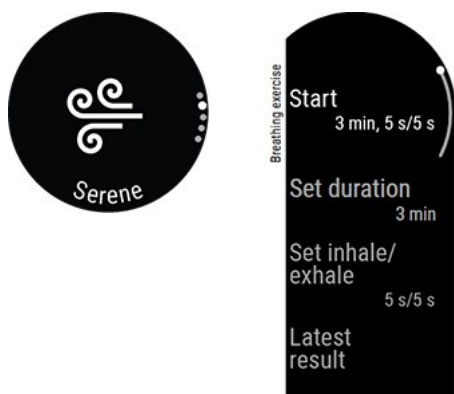 Serene
Breathing exercise
Start
3 min, 5 s/5 s
Set duration
3 min
Set inhale/
exhale
5 s/5 s
Latest
result